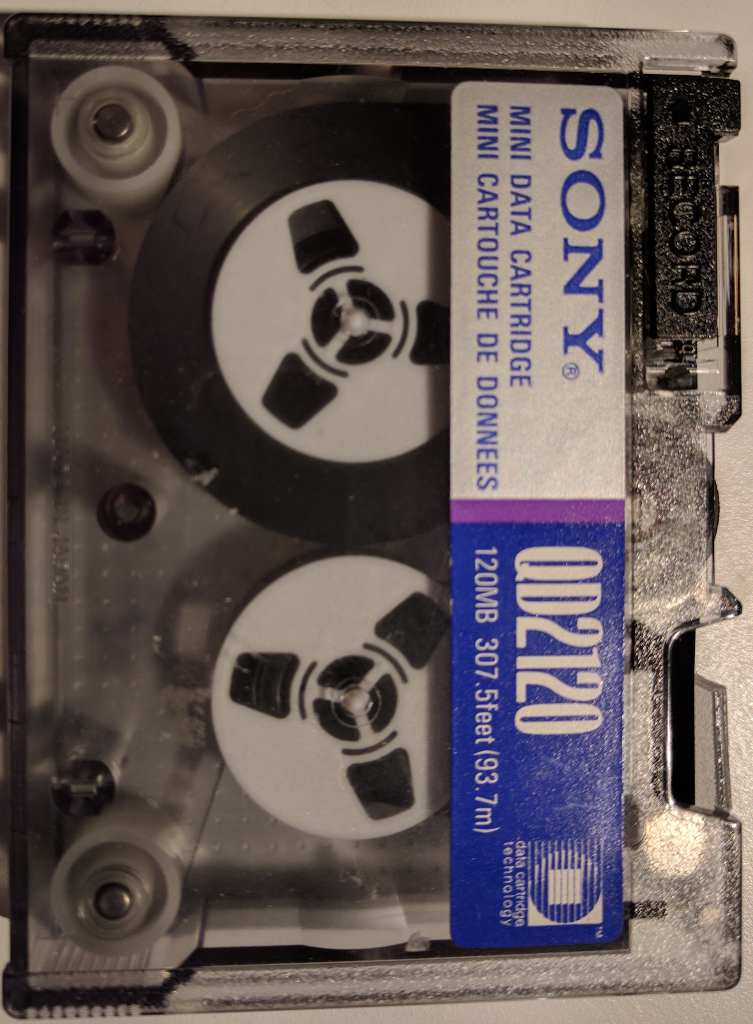 RECORD
SONY®
MINI DATA CARTRIDGE
MINI CARTOUCHE DE DONNEES
QD2120
120MB 307.5feet (93.7m)
data cartridge
technology
TM
JAPAN